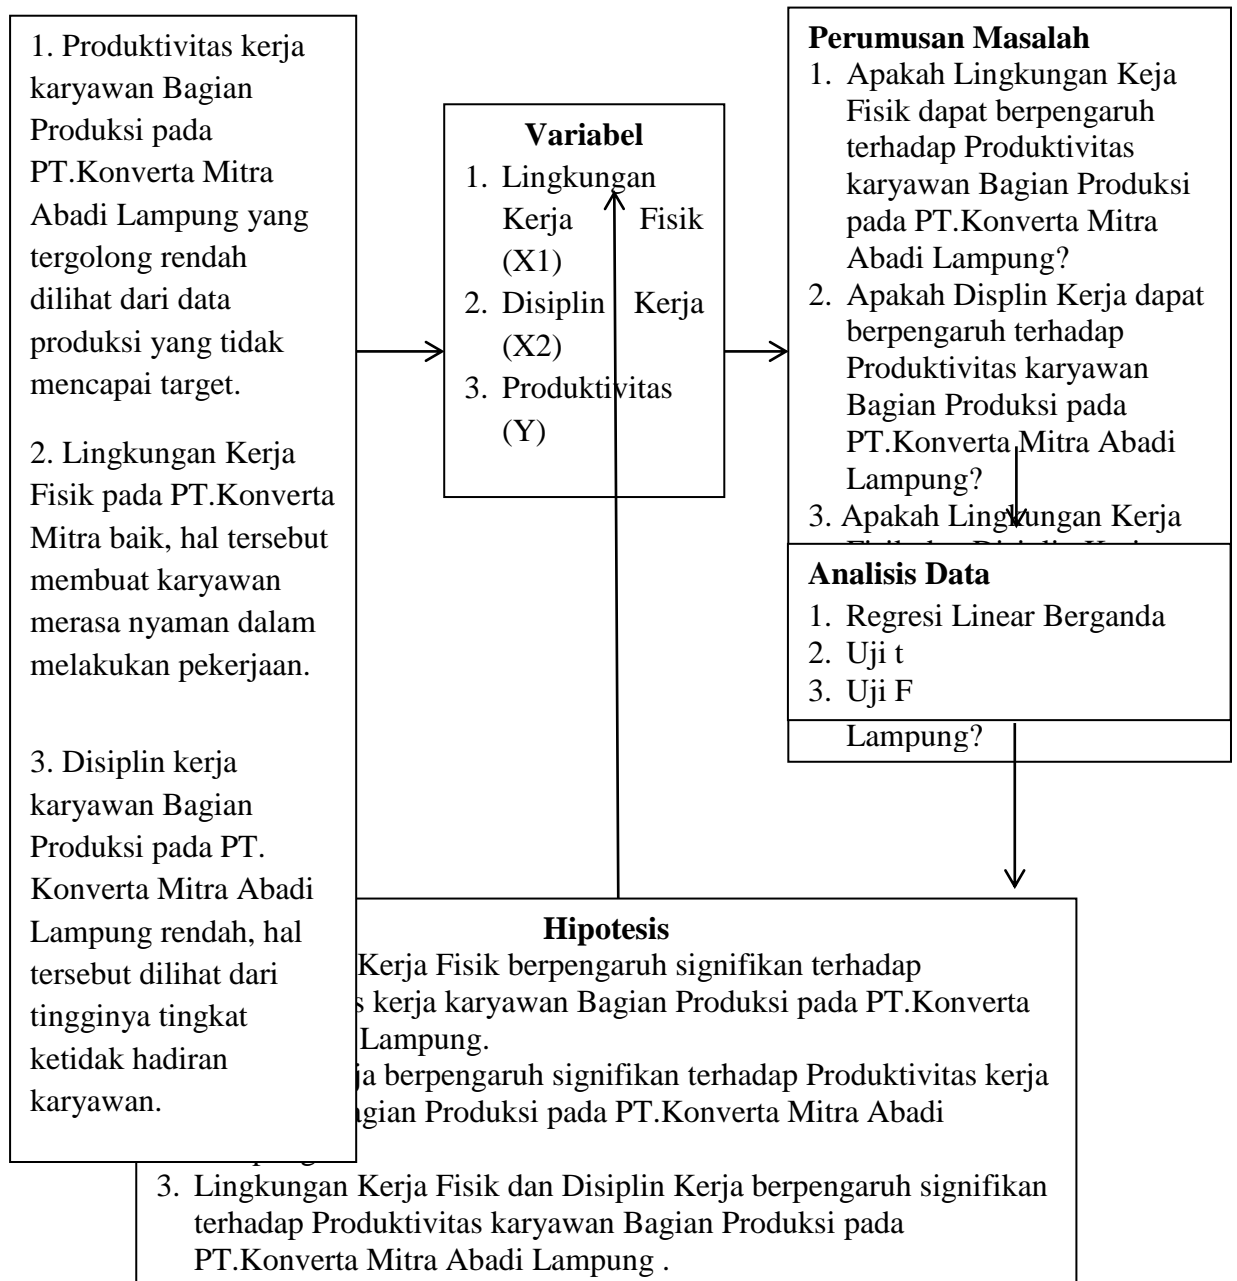 1. Produktivitas kerja
karyawan Bagian
Produksi pada
PT.Konverta Mitra
Abadi Lampung yang
tergolong rendah
dilihat dari data
produksi yang tidak
mencapai target.
2. Lingkungan Kerja
Fisik pada PT.Konverta
Mitra baik, hal tersebut
membuat karyawan
merasa nyaman dalam
melakukan pekerjaan.
3. Disiplin kerja
karyawan Bagian
Produksi pada PT.
Konverta Mitra Abadi
Lampung rendah, hal
tersebut dilihat dari
tingginya tingkat
ketidak hadiran
karyawan.
Variabel
1. Lingkungan
Kerja Fisik
(X1)
2. Disiplin Kerja
(X2)
3. Produktivitas
(Y)
Perumusan Masalah
1. Apakah Lingkungan Keja
Fisik dapat berpengaruh
terhadap Produktivitas
karyawan Bagian Produksi
pada PT.Konverta Mitra
Abadi Lampung?
2. Apakah Displin Kerja dapat
berpengaruh terhadap
Produktivitas karyawan
Bagian Produksi pada
PT.Konverta Mitra Abadi
Lampung?
3. Apakah Lingkungan Kerja
Analisis Data
1. Regresi Linear Berganda
2. Uji t
3. Uji F
Lampung?
Hipotesis
Kerja Fisik berpengaruh signifikan terhadap
s kerja karyawan Bagian Produksi pada PT.Konverta
Lampung.
ja berpengaruh signifikan terhadap Produktivitas kerja
agian Produksi pada PT.Konverta Mitra Abadi
3. Lingkungan Kerja Fisik dan Disiplin Kerja berpengaruh signifikan
terhadap Produktivitas karyawan Bagian Produksi pada
PT.Konverta Mitra Abadi Lampung .